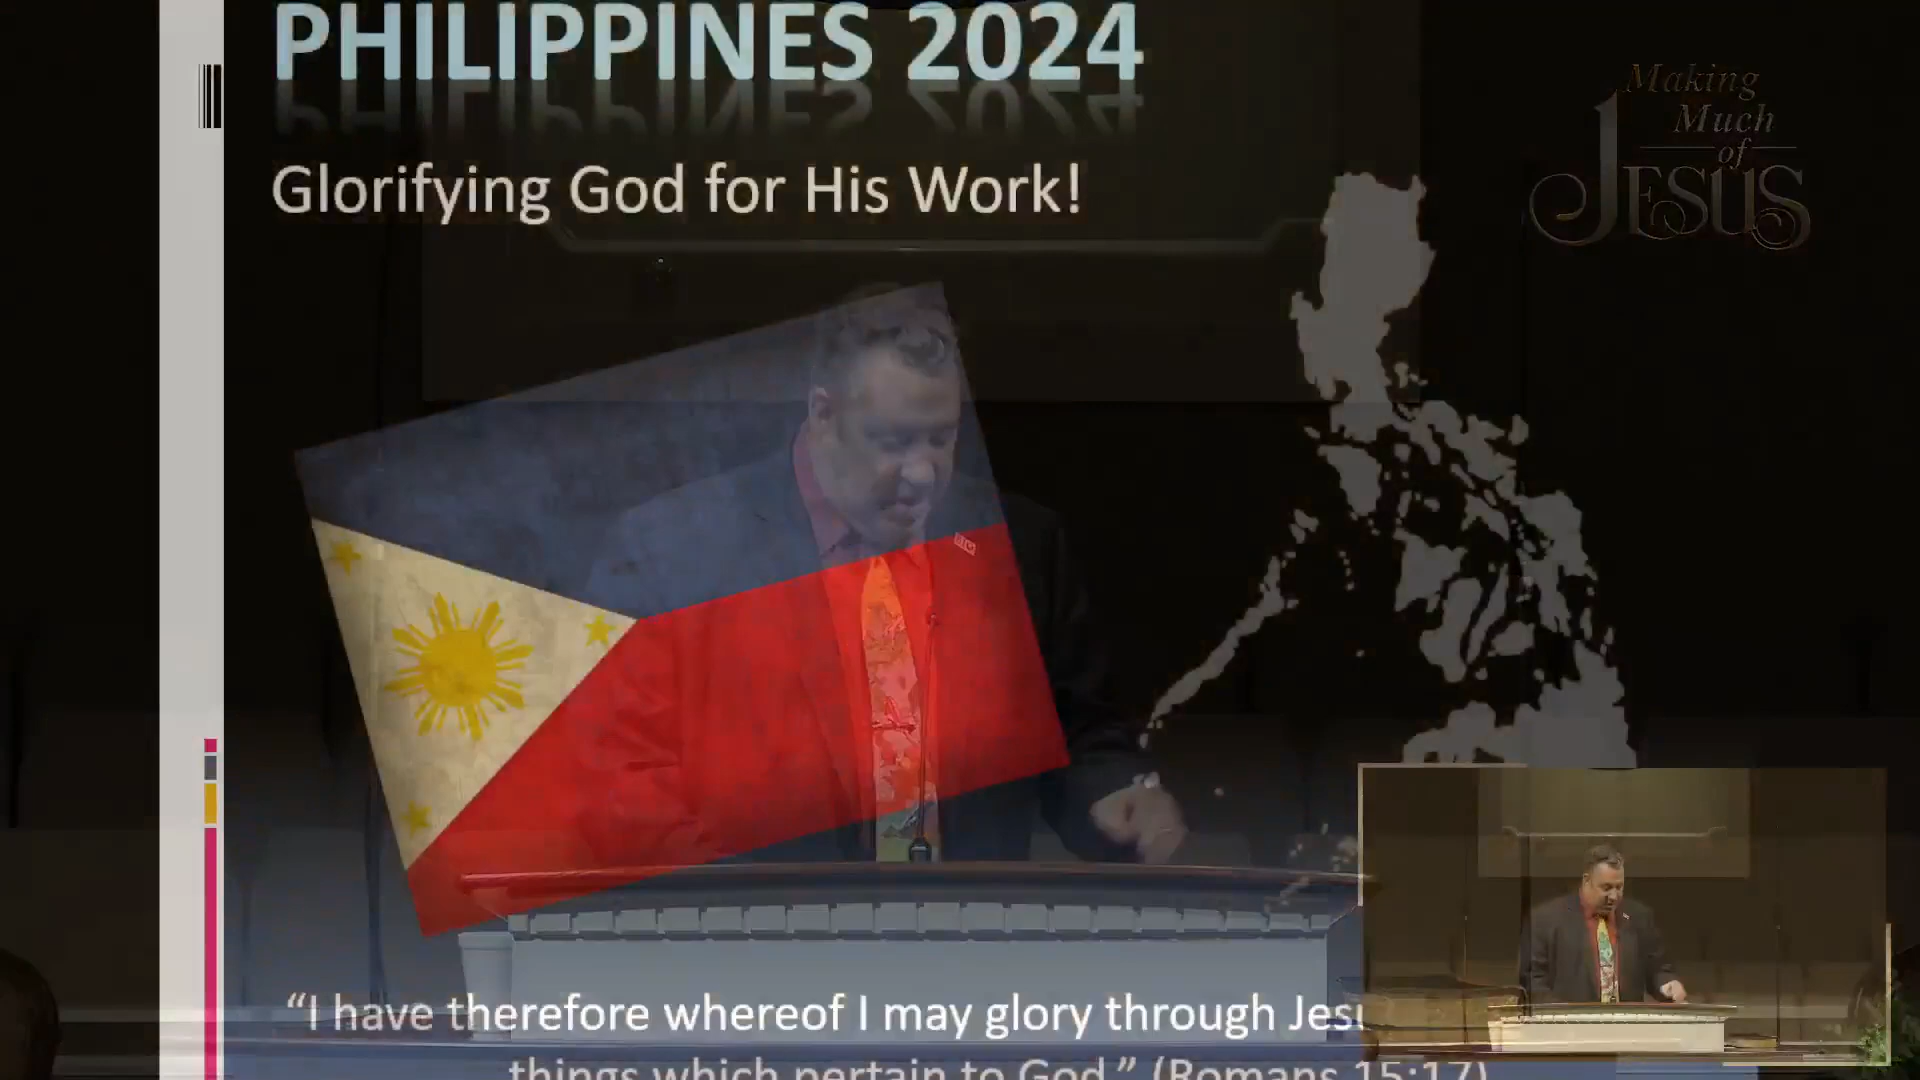 PHILIPPINES 2024
Making
Much
of
JESUS
Glorifying God for His Work!
“I have therefore whereof I may glory through Jesu
things which pertain to God.” (Romans 15:17)